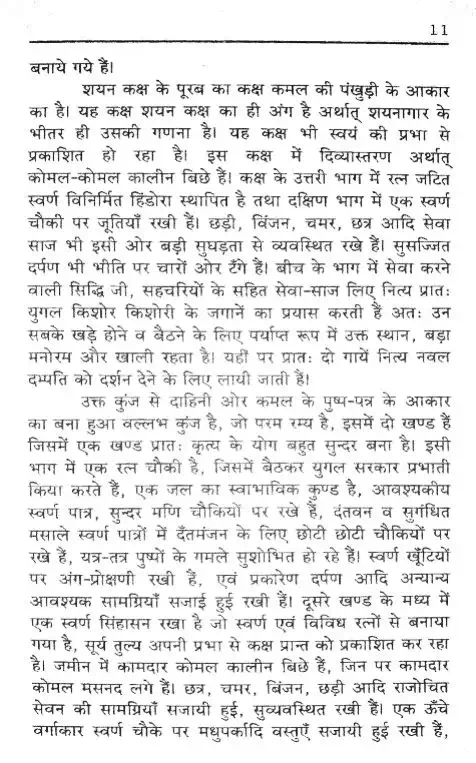 11
बनाये गये हैं।
शयन कक्ष के पूरब का कक्ष कमल की पंखुड़ी के आकार
का है। यह कक्ष शयन कक्ष का ही अंग है अर्थात् शयनागार के
भीतर ही उसकी गणना है। यह कक्ष भी स्वयं की प्रभा से
प्रकाशित हो रहा है। इस कक्ष में दिव्यास्तरण अर्थात्
कोमल-कोमल कालीन बिछे हैं। कक्ष के उत्तरी भाग में रत्न जटित
स्वर्ण विनिर्मित हिंडोरा स्थापित है तथा दक्षिण भाग में एक स्वर्ण
चौकी पर जूतियाँ रखी हैं। छड़ी, विंजन, चमर, छत्र आदि सेवा
साज भी इसी ओर बड़ी सुघड़ता से व्यवस्थित रखे हैं। सुसज्जित
दर्पण भी भीति पर चारों ओर टँगे हैं। बीच के भाग में सेवा करने
वाली सिद्धि जी, सहचरियों के सहित सेवा-साज लिए नित्य प्रातः
युगल किशोर किशोरी के जगानें का प्रयास करती हैं अतः उन
सबके खड़े होने व बैठने के लिए पर्याप्त रूप में उक्त स्थान, बड़ा
मनोरम और खाली रहता है। यहीं पर प्रातः दो गायें नित्य नवल
दम्पति को दर्शन देने के लिए लायी जाती हैं।
उक्त कुंज से दाहिनी ओर कमल के पुष्प-पत्र के आकार
का बना हुआ वल्लभ कुंज है, जो परम रम्य है, इसमें दो खण्ड हैं
जिसमें एक खण्ड प्रातः कृत्य के योग बहुत सुन्दर बना है। इसी
भाग में एक रत्न चौकी है, जिसमें बैठकर युगल सरकार प्रभाती
किया करते हैं, एक जल का स्वाभाविक कुण्ड है, आवश्यकीय
स्वर्ण पात्र, सुन्दर मणि चौकियों पर रखे हैं, दंतवन व सुगंधित
मसाले स्वर्ण पात्रों में दँतमंजन के लिए छोटी छोटी चौकियों पर
रखे हैं, यत्र-तत्र पुष्पों के गमले सुशोभित हो रहे हैं। स्वर्ण खूँटियों
पर अंग-प्रोक्षणी रखी हैं, एवं प्रकारेण दर्पण आदि अन्यान्य
आवश्यक सामग्रियाँ सजाई हुई रखी हैं। दूसरे खण्ड के मध्य में
एक स्वर्ण सिंहासन रखा है जो स्वर्ण एवं विविध रत्नों से बनाया
गया है, सूर्य तुल्य अपनी प्रभा से कक्ष प्रान्त को प्रकाशित कर रहा
है। जमीन में कामदार कोमल कालीन बिछे हैं, जिन पर कामदार
कोमल मसनद लगे हैं। छत्र, चमर, बिंजन, छड़ी आदि राजोचित
सेवन की सामग्रियाँ सजायी हुई, सुव्यवस्थित रखी हैं। एक ऊँचे
वर्गाकार स्वर्ण चौके पर मधुपर्कादि वस्तुएँ सजायी हुई रखी हैं,